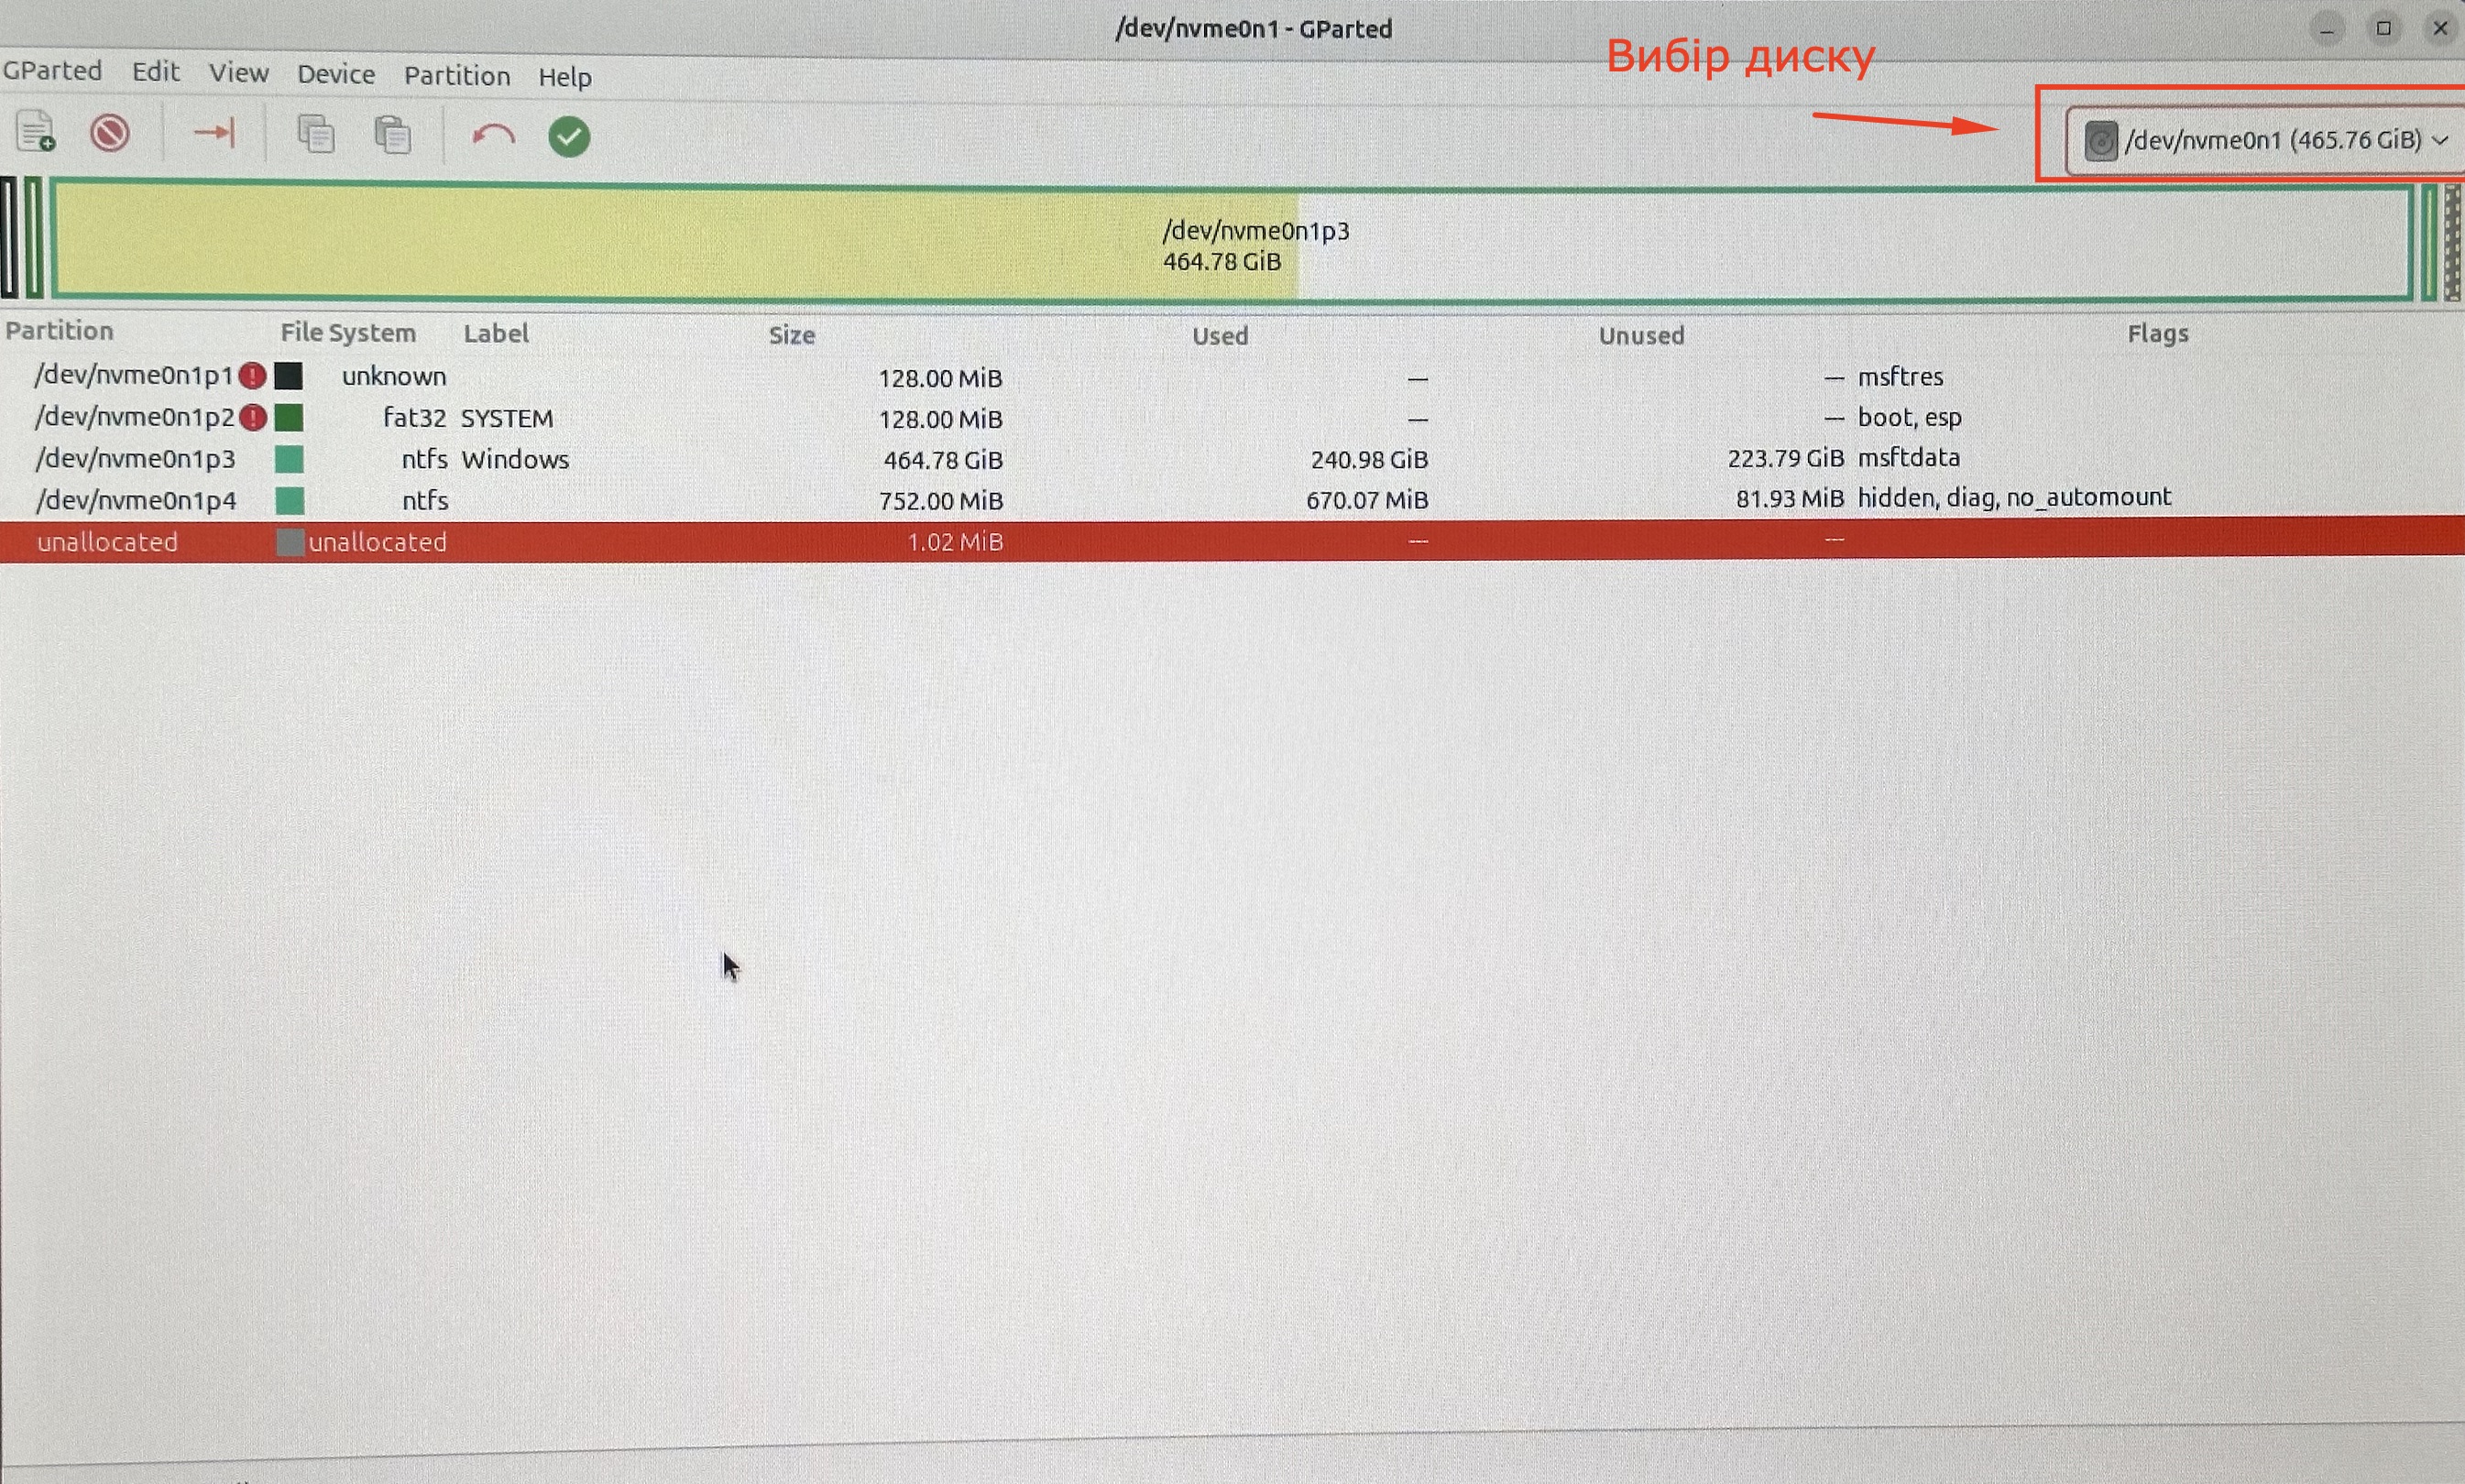 /dev/nvme0n1 - GParted
Вибір диску
GParted Edit View Device Partition Help
/dev/nvme0n1 (465.76 GiB)
/dev/nvme0n1p3
464.78 GiB
Partition File System Label Size Used Unused Flags
/dev/nvme0n1p1 unknown 128.00 MiB — — msftres
/dev/nvme0n1p2 fat32 SYSTEM 128.00 MiB — — boot, esp
/dev/nvme0n1p3 ntfs Windows 464.78 GiB 240.98 GiB 223.79 GiB msftdata
/dev/nvme0n1p4 ntfs 752.00 MiB 670.07 MiB 81.93 MiB hidden, diag, no_automount
unallocated unallocated 1.02 MiB — —